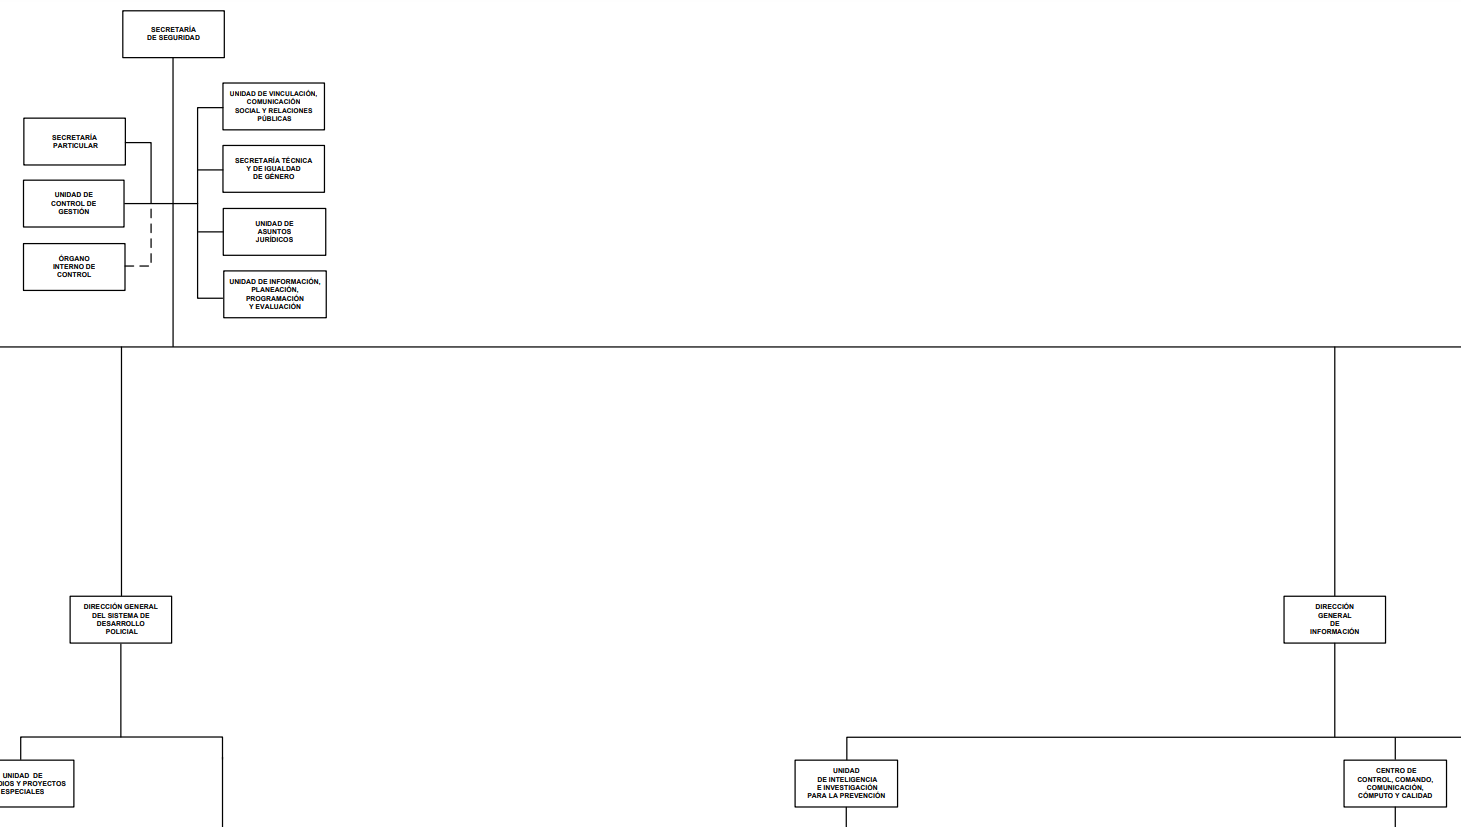 SECRETARÍA
DE SEGURIDAD
UNIDAD DE VINCULACIÓN,
COMUNICACIÓN
SOCIAL Y RELACIONES
PÚBLICAS
SECRETARÍA
PARTICULAR
SECRETARÍA TÉCNICA
Y DE IGUALDAD
DE GÉNERO
UNIDAD DE
CONTROL DE
GESTIÓN
UNIDAD DE
ASUNTOS
JURÍDICOS
ÓRGANO
INTERNO DE
CONTROL
UNIDAD DE INFORMACIÓN,
PLANEACIÓN,
PROGRAMACIÓN
Y EVALUACIÓN
DIRECCIÓN GENERAL
DEL SISTEMA DE
DESARROLLO
POLICIAL
DIRECCIÓN
GENERAL
DE
INFORMACIÓN
UNIDAD DE
Y PROYECTOS
ESPECIALES
UNIDAD
DE INTELIGENCIA
E INVESTIGACIÓN
PARA LA PREVENCIÓN
CENTRO DE
CONTROL, COMANDO,
COMUNICACIÓN,
CÓMPUTO Y CALIDAD